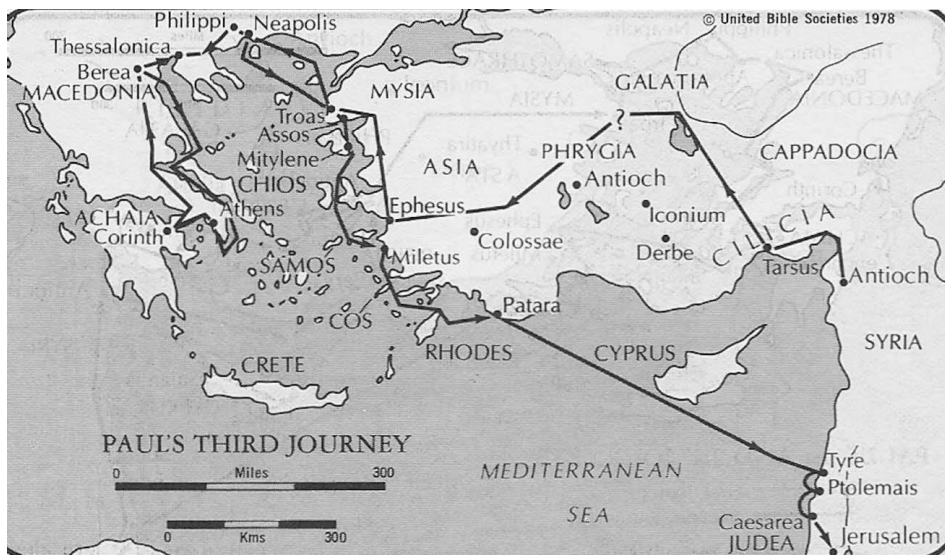 © United Bible Societies 1978
Philippi
Neapolis
Thessalonica
Berea
MACEDONIA
MYSIA
GALATIA
Troas
Assos
?
Mitylene
ASIA
PHRYGIA
CAPPADOCIA
CHIOS
Antioch
Athens
Ephesus
Iconium
ACHAIA
Corinth
Colossae
Derbe
CILICIA
SAMOS
Miletus
Tarsus
Antioch
COS
Patara
RHODES
CYPRUS
SYRIA
CRETE
PAUL'S THIRD JOURNEY
0 Miles 300
0 Kms 300
MEDITERRANEAN
SEA
Tyre
Ptolemais
Caesarea
JUDEA
Jerusalem